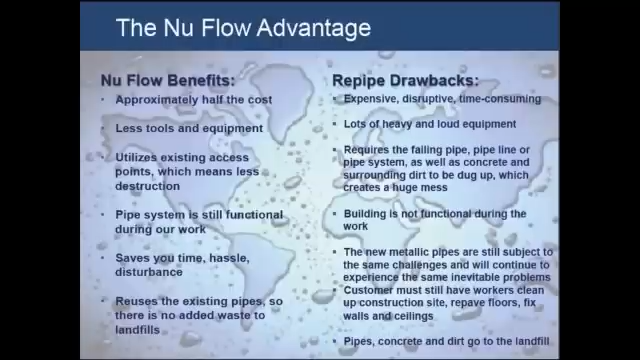 The Nu Flow Advantage
Nu Flow Benefits:
• Approximately half the cost
• Less tools and equipment
• Utilizes existing access
points, which means less
destruction
• Pipe system is still functional
during our work
• Saves you time, hassle,
disturbance
• Reuses the existing pipes, so
there is no added waste to
landfills
Repipe Drawbacks:
• Expensive, disruptive, time-consuming
• Lots of heavy and loud equipment
• Requires the failing pipe, pipe line or
pipe system, as well as concrete and
surrounding dirt to be dug up, which
creates a huge mess
• Building is not functional during the
work
• The new metallic pipes are still subject to
the same challenges and will continue to
experience the same inevitable problems
• Customer must still have workers clean
up construction site, repave floors, fix
walls and ceilings
• Pipes, concrete and dirt go to the landfill